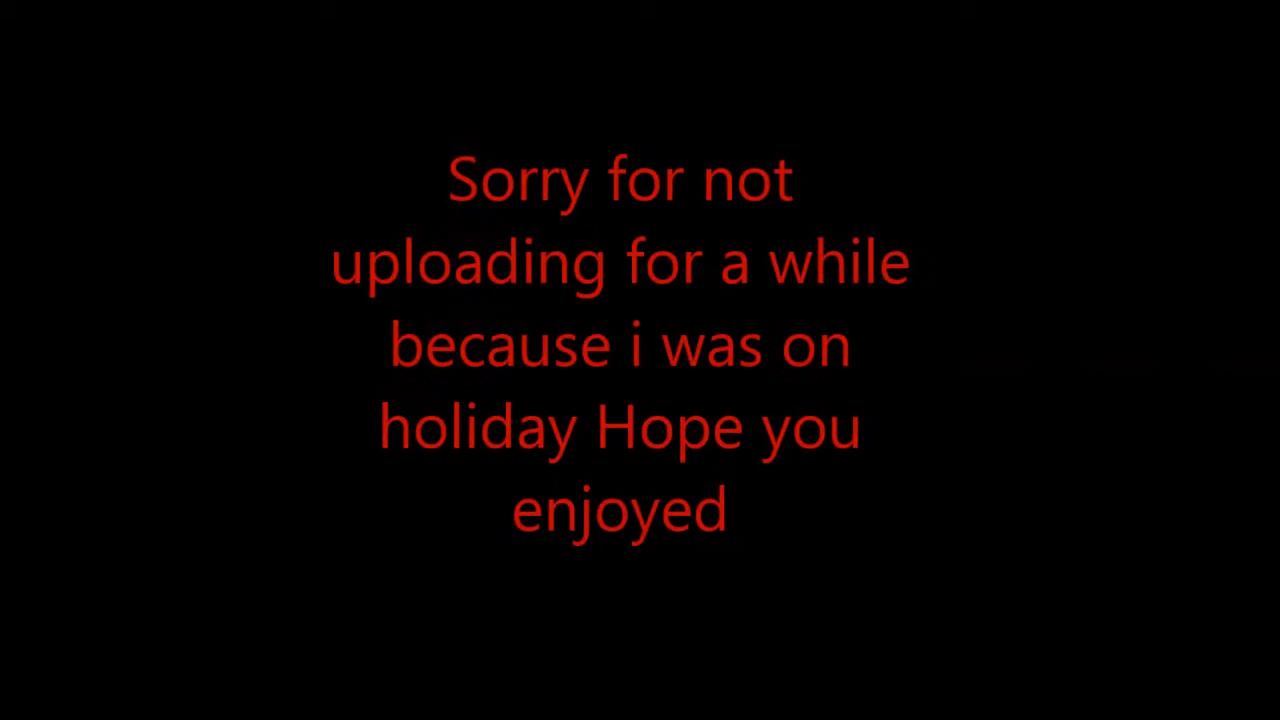 Sorry for not
uploading for a while
because i was on
holiday Hope you
enjoyed